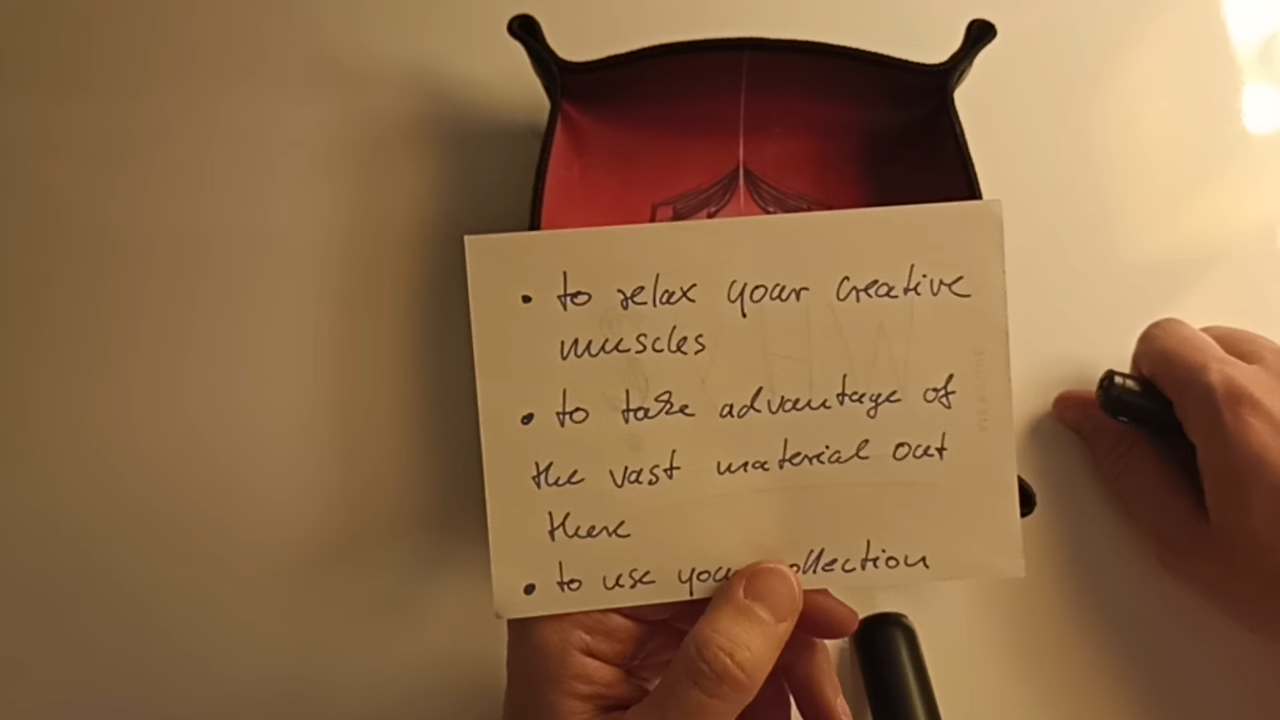 • to relax your creative
muscles
• to take advantage of
the vast material out
there
• to use your collection